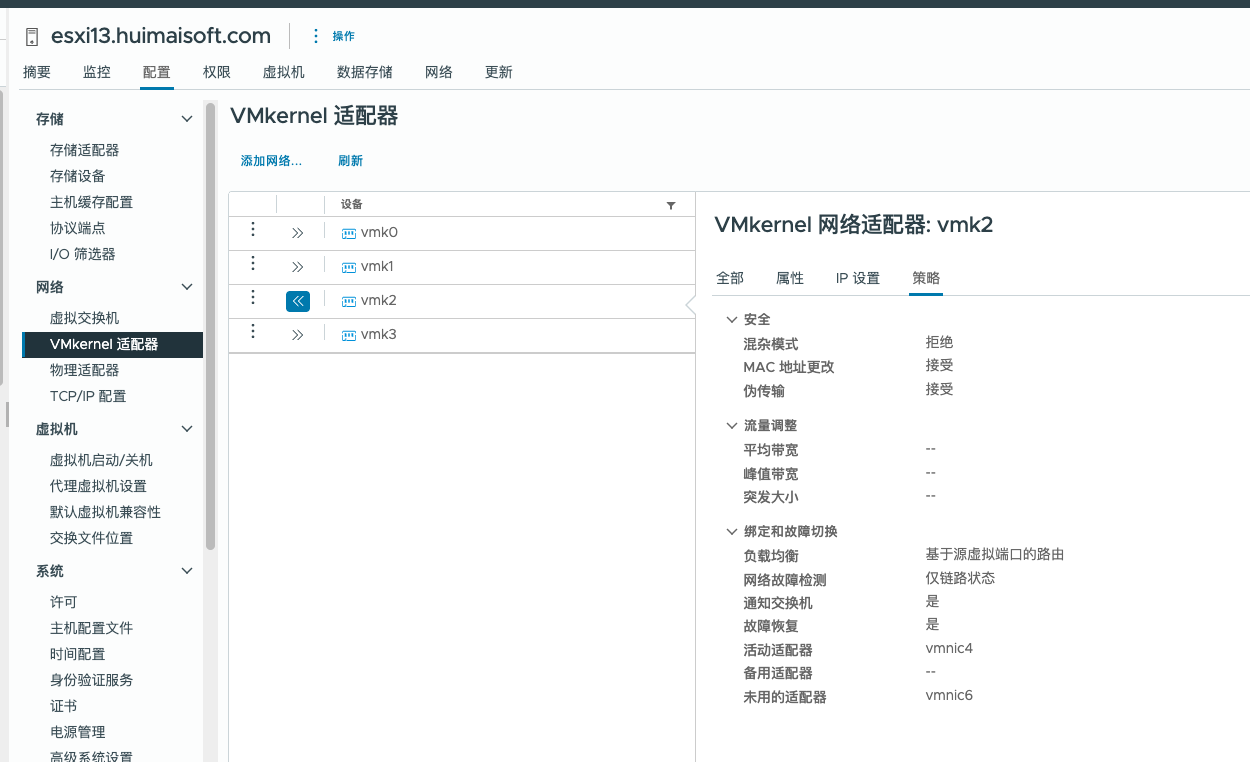 esxi13.huimaisoft.com
操作
摘要 监控 配置 权限 虚拟机 数据存储 网络 更新
存储
存储适配器
存储设备
主机缓存配置
协议端点
I/O 筛选器
网络
虚拟交换机
VMkernel 适配器
物理适配器
TCP/IP 配置
虚拟机
虚拟机启动/关机
代理虚拟机设置
默认虚拟机兼容性
交换文件位置
系统
许可
主机配置文件
时间配置
身份验证服务
证书
电源管理
高级系统设置
VMkernel 适配器
添加网络... 刷新
设备
vmk0
vmk1
vmk2
vmk3
VMkernel 网络适配器: vmk2
全部 属性 IP 设置 策略
安全
混杂模式 拒绝
MAC 地址更改 接受
伪传输 接受
流量调整
平均带宽 --
峰值带宽 --
突发大小 --
绑定和故障切换
负载均衡 基于源虚拟端口的路由
网络故障检测 仅链路状态
通知交换机 是
故障恢复 是
活动适配器 vmnic4
备用适配器 --
未用的适配器 vmnic6